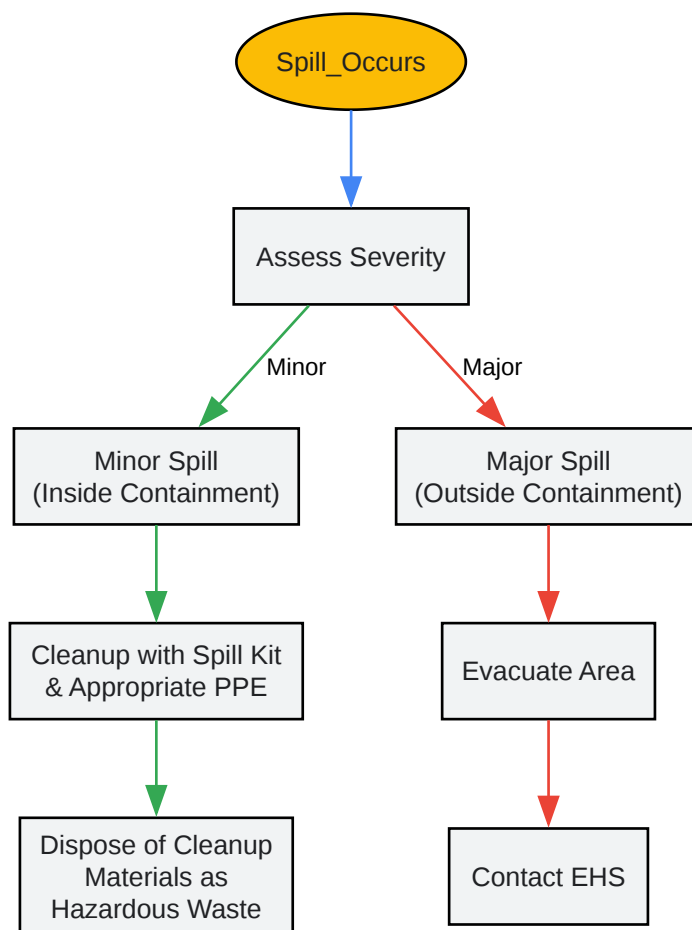 Spill_Occurs
Assess Severity
Minor
Major
Minor Spill
(Inside Containment)
Major Spill
(Outside Containment)
Cleanup with Spill Kit
& Appropriate PPE
Evacuate Area
Dispose of Cleanup
Materials as
Hazardous Waste
Contact EHS